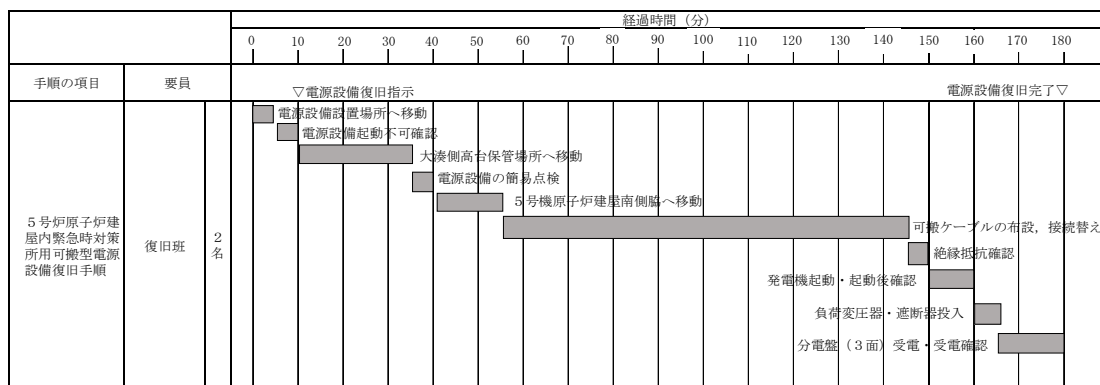 経過時間（分）
0 10 20 30 40 50 60 70 80 90 100 110 120 130 140 150 160 170 180
手順の項目 要員
▽電源設備復旧指示 電源設備復旧完了▽
電源設備設置場所へ移動
電源設備起動不可確認
大湊側高台保管場所へ移動
電源設備の簡易点検
５号機原子炉建屋南側脇へ移動
可搬ケーブルの布設，接続替え
絶縁抵抗確認
発電機起動・起動後確認
負荷変圧器・遮断器投入
分電盤（３面）受電・受電確認
５号炉原子炉建
屋内緊急時対策
所用可搬型電源
設備復旧手順
復旧班
２
名